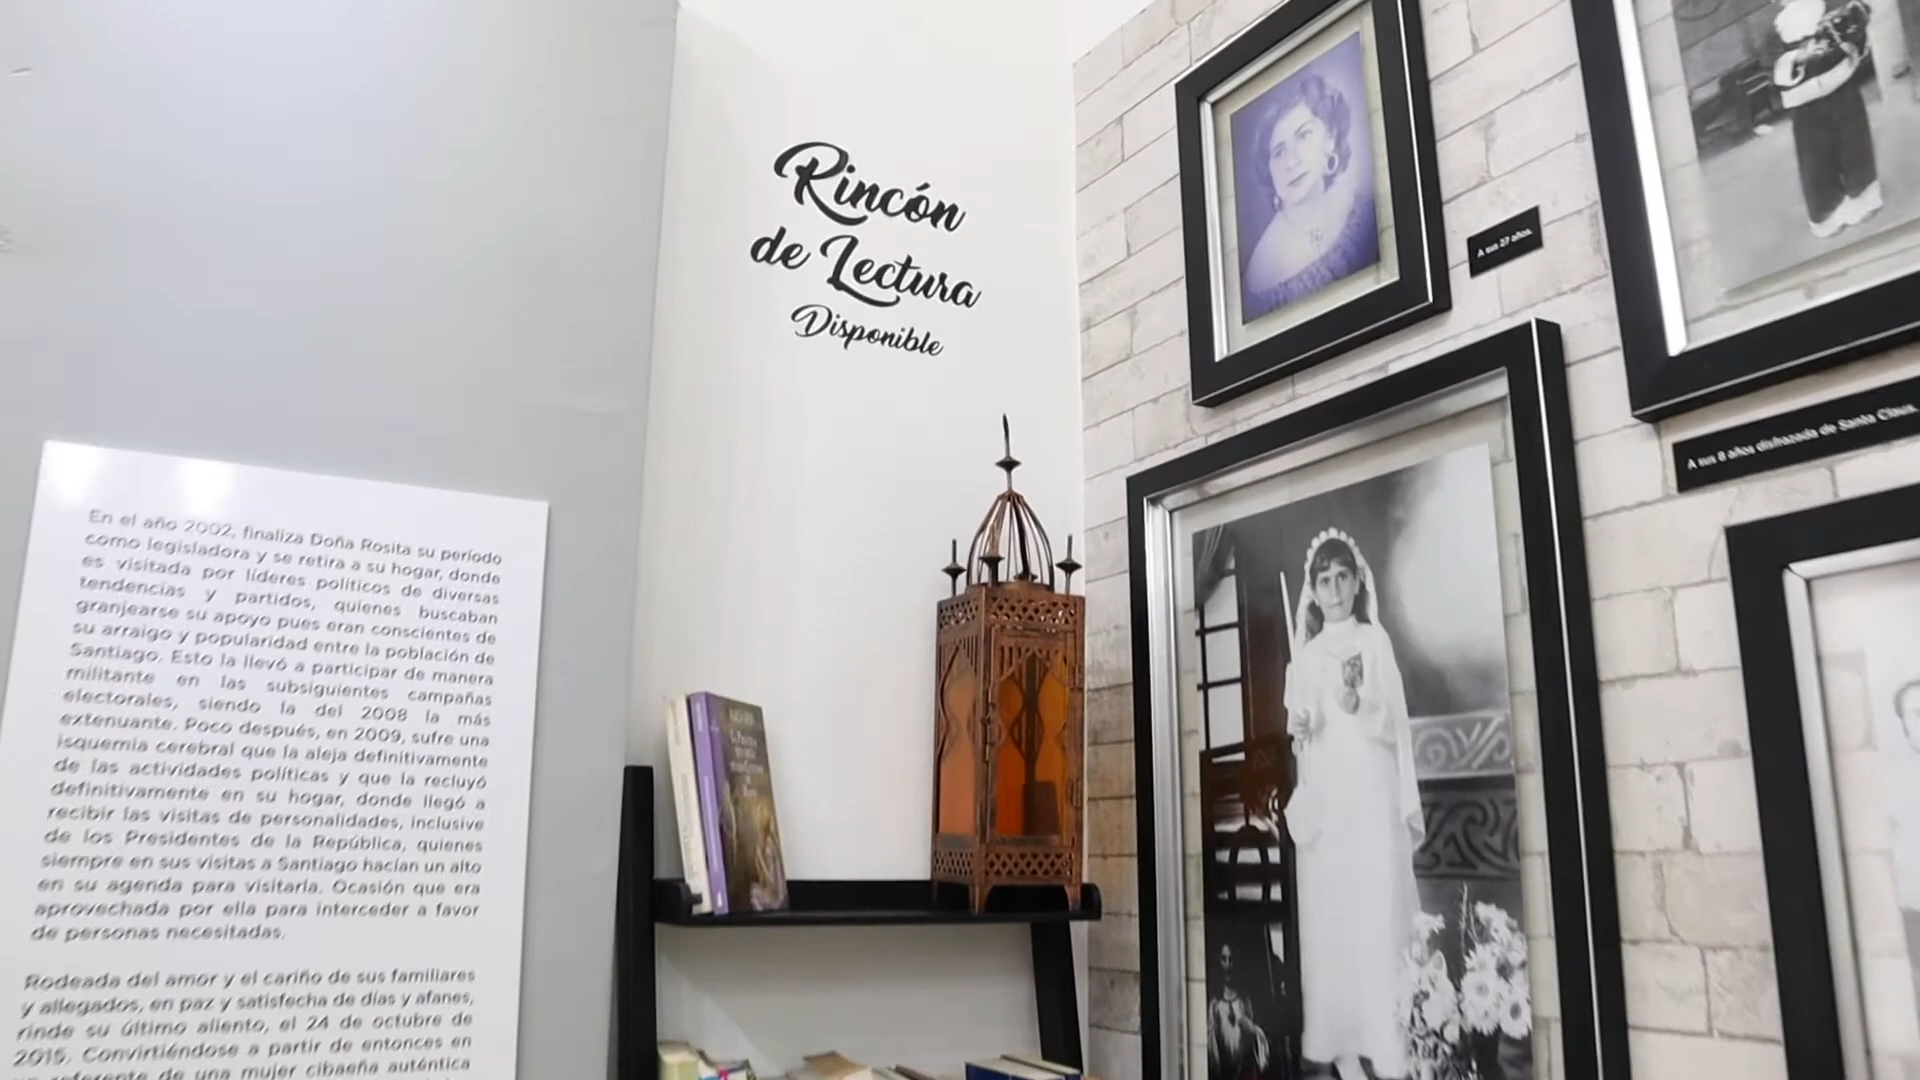 Rincón
de Lectura
Disponible
A sus 27 años.
A sus 8 años disfrazada de Santa Claus.
En el año 2002, finaliza Doña Rosita su período
como legisladora y se retira a su hogar, donde
es visitada por líderes políticos de diversas
tendencias y partidos, quienes buscaban
granjearse su apoyo pues eran conscientes de
su arraigo y popularidad entre la población de
Santiago. Esto la llevó a participar de manera
militante en las subsiguientes campañas
electorales, siendo la del 2008 la más
extenuante. Poco después, en 2009, sufre una
isquemia cerebral que la aleja definitivamente
de las actividades políticas y que la recluyó
definitivamente en su hogar, donde llegó a
recibir las visitas de personalidades, inclusive
de los Presidentes de la República, quienes
siempre en sus visitas a Santiago hacían un alto
en su agenda para visitarla. Ocasión que era
aprovechada por ella para interceder a favor
de personas necesitadas.
Rodeada del amor y el cariño de sus familiares
y allegados, en paz y satisfecha de días y afanes,
rinde su último aliento, el 24 de octubre de
2015. Convirtiéndose a partir de entonces en
un referente de una mujer cibaeña auténtica